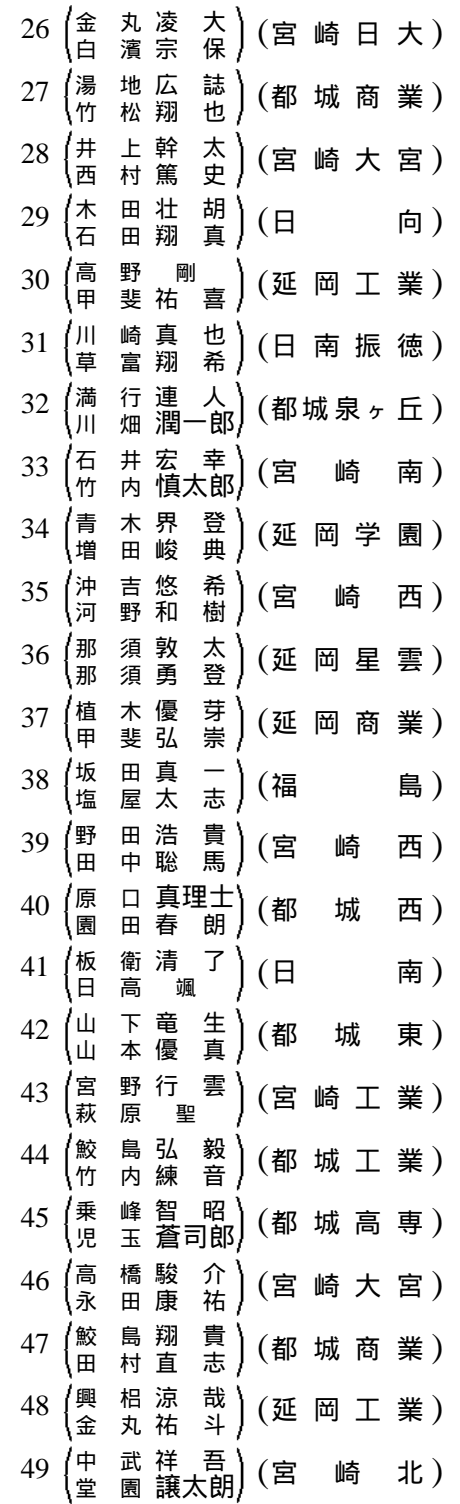 26 金丸凌大 白濱宗保 (宮崎日大)
27 湯地広誌 竹松翔也 (都城商業)
28 井上幹太 西村篤史 (宮崎大宮)
29 木田壮胡 石田翔真 (日向)
30 高野剛 甲斐祐喜 (延岡工業)
31 川崎真也 草富翔希 (日南振徳)
32 満行連人 川畑潤一郎 (都城泉ヶ丘)
33 石井宏幸 竹内慎太郎 (宮崎南)
34 青木界登 増田峻典 (延岡学園)
35 沖吉悠希 河野和樹 (宮崎西)
36 那須敦太 那須勇登 (延岡星雲)
37 植木優芽 甲斐弘崇 (延岡商業)
38 坂田真一 塩屋太志 (福島)
39 野田浩貴 田中聡馬 (宮崎西)
40 原口真理士 園田春朗 (都城西)
41 板衛清了 日高颯 (日南)
42 山下竜生 山本優真 (都城東)
43 宮野行雲 萩原聖 (宮崎工業)
44 鮫島弘毅 竹内練音 (都城工業)
45 乗峰智昭 児玉蒼司郎 (都城高専)
46 高橋駿介 永田康祐 (宮崎大宮)
47 鮫島翔貴 田村直志 (都城商業)
48 興梠涼哉 金丸祐斗 (延岡工業)
49 中武祥吾 堂園譲太朗 (宮崎北)